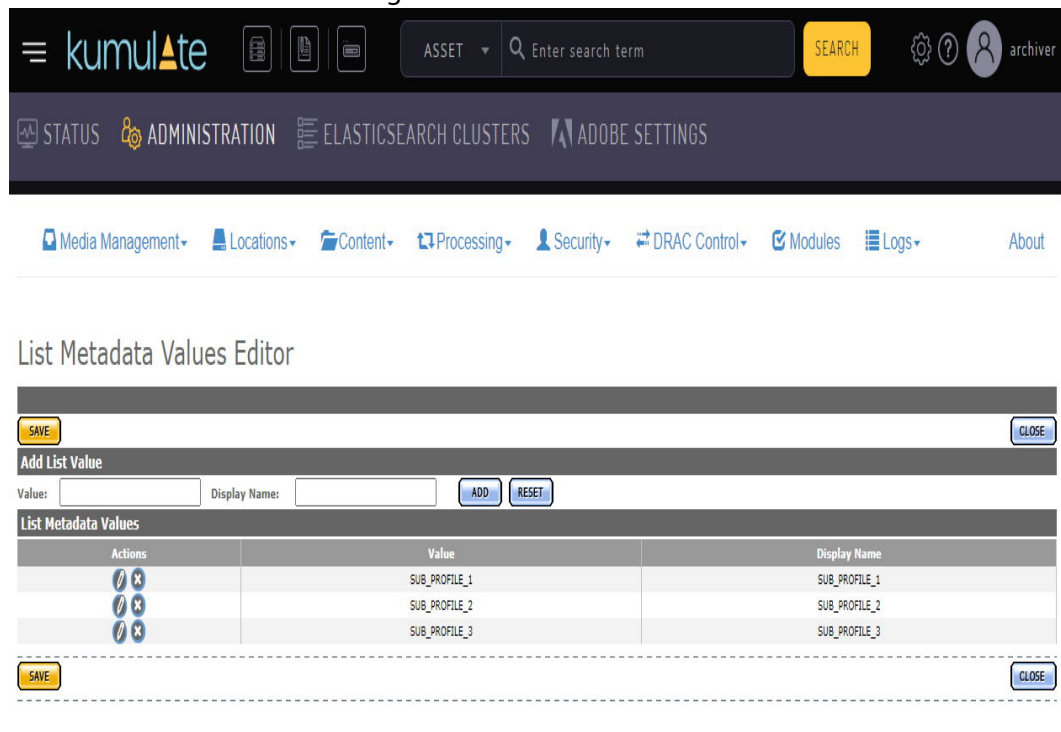 kumulate ASSET Enter search term SEARCH archiver
STATUS ADMINISTRATION ELASTICSEARCH CLUSTERS ADOBE SETTINGS
Media Management Locations Content Processing Security DRAC Control Modules Logs About
List Metadata Values Editor
SAVE CLOSE
Add List Value
Value: Display Name: ADD RESET
List Metadata Values
Actions Value Display Name
SUB_PROFILE_1 SUB_PROFILE_1
SUB_PROFILE_2 SUB_PROFILE_2
SUB_PROFILE_3 SUB_PROFILE_3
SAVE CLOSE